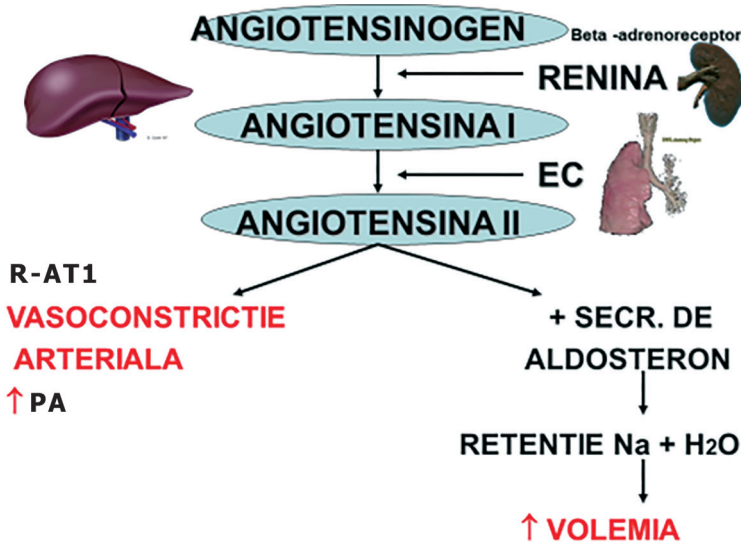 ANGIOTENSINOGEN
Beta -adrenoreceptor
RENINA
ANGIOTENSINA I
EC
ANGIOTENSINA II
R-AT1
VASOCONSTRICTIE
ARTERIALA
↑ PA
+ SECR. DE
ALDOSTERON
RETENTIE Na + H2O
↑ VOLEMIA